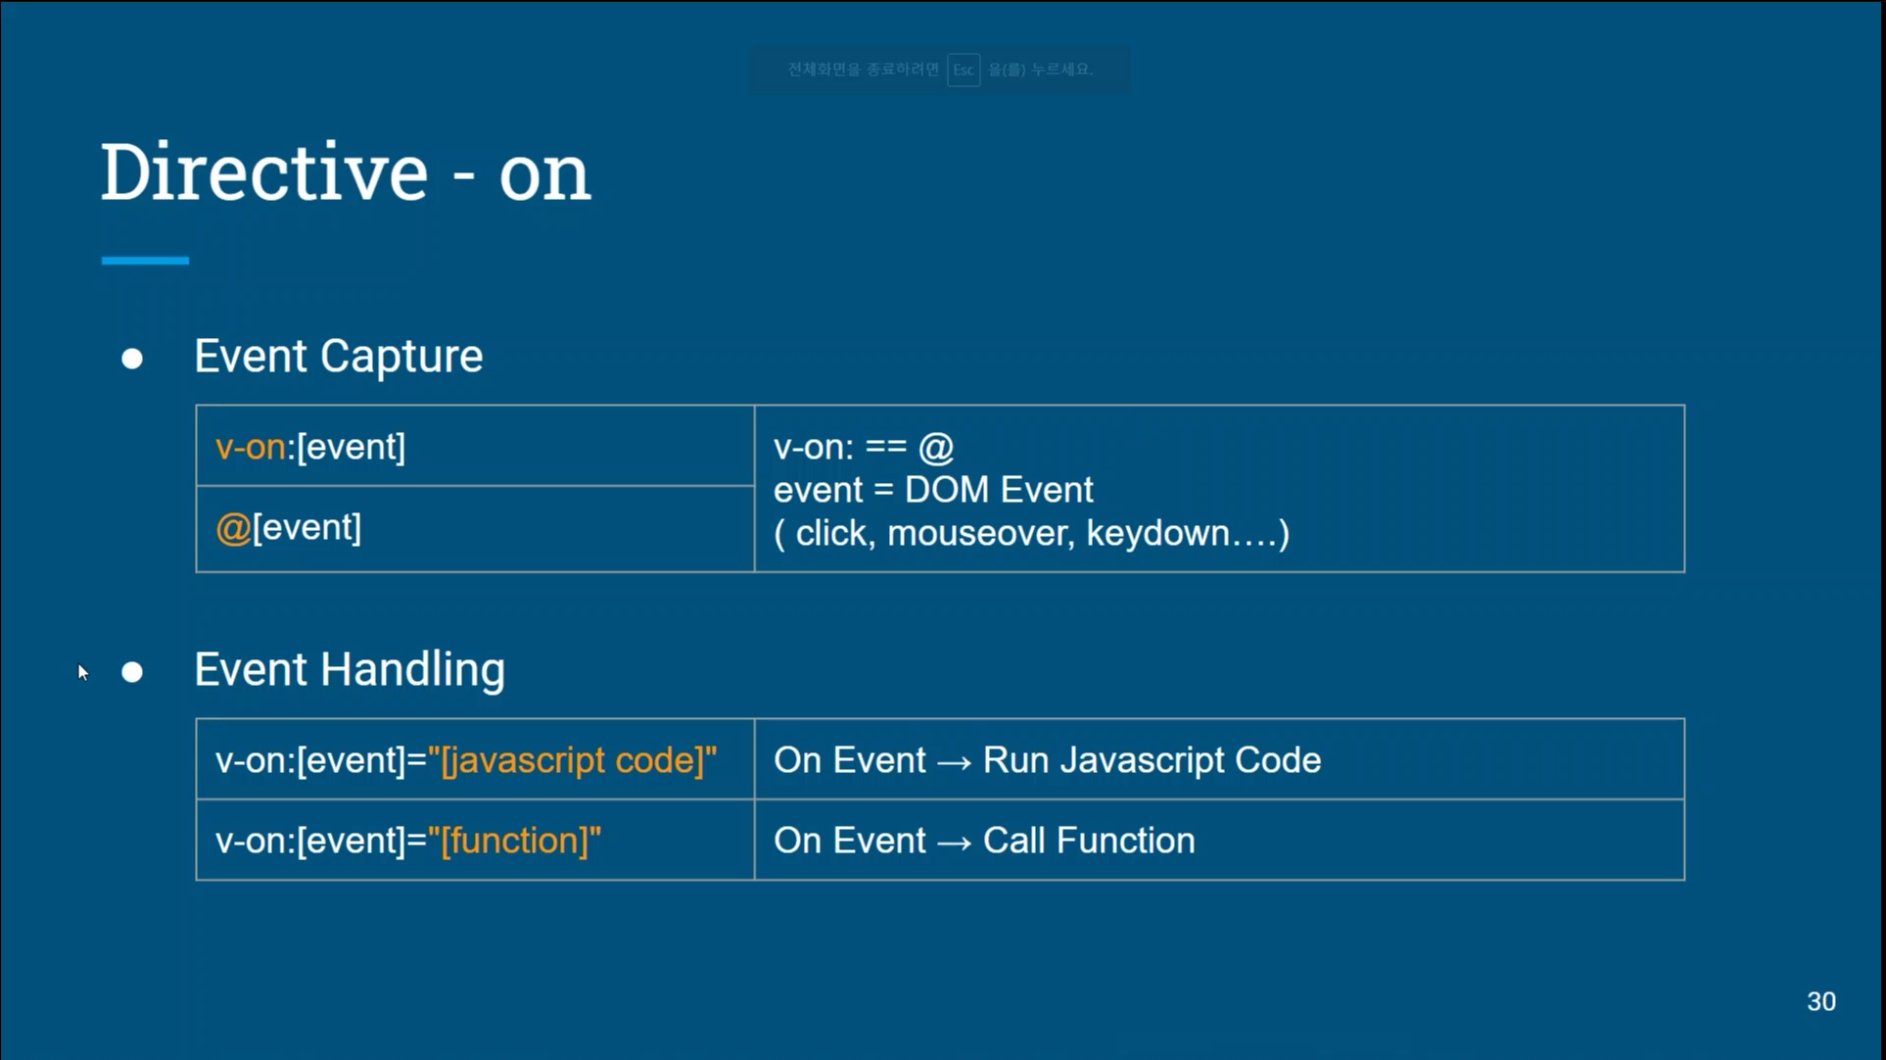 전체화면을 종료하려면 Esc 을(를) 누르세요.
Directive - on
● Event Capture
v-on:[event]
@[event]
v-on: == @
event = DOM Event
( click, mouseover, keydown....)
● Event Handling
v-on:[event]="[javascript code]"
On Event → Run Javascript Code
v-on:[event]="[function]"
On Event → Call Function
30